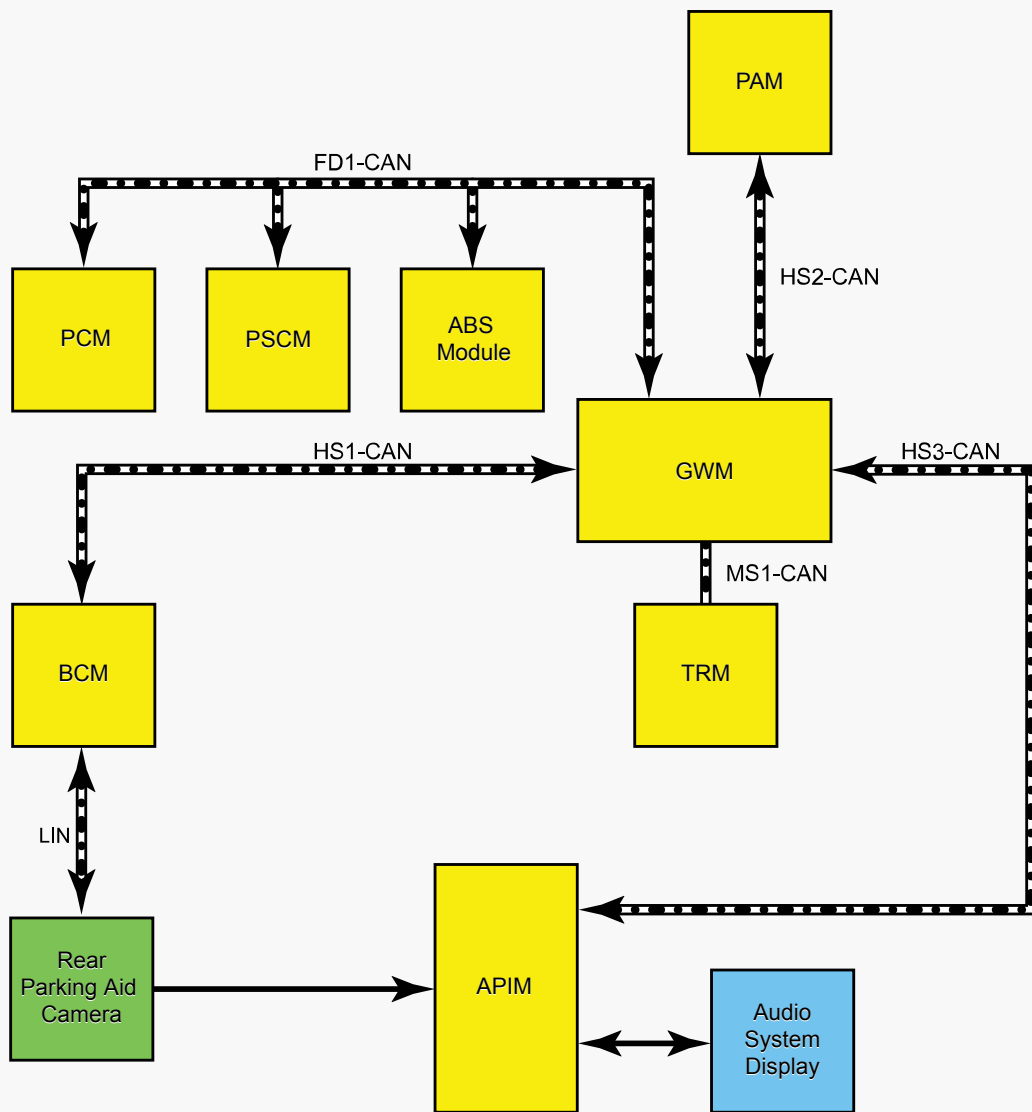 PAM
FD1-CAN
HS2-CAN
PCM
PSCM
ABS
Module
HS1-CAN
GWM
HS3-CAN
MS1-CAN
BCM
TRM
LIN
Rear
Parking Aid
Camera
APIM
Audio
System
Display